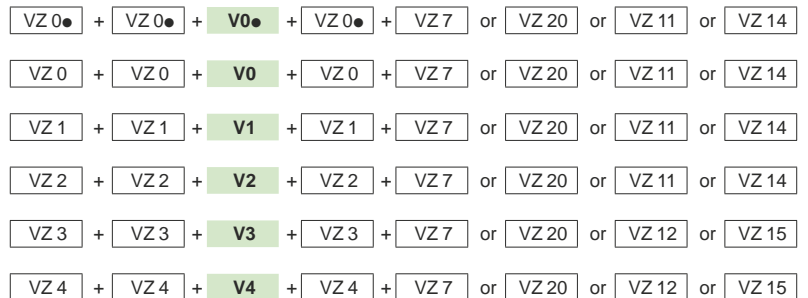 VZ 0● + VZ 0● + V0● + VZ 0● + VZ 7 or VZ 20 or VZ 11 or VZ 14
VZ 0 + VZ 0 + V0 + VZ 0 + VZ 7 or VZ 20 or VZ 11 or VZ 14
VZ 1 + VZ 1 + V1 + VZ 1 + VZ 7 or VZ 20 or VZ 11 or VZ 14
VZ 2 + VZ 2 + V2 + VZ 2 + VZ 7 or VZ 20 or VZ 11 or VZ 14
VZ 3 + VZ 3 + V3 + VZ 3 + VZ 7 or VZ 20 or VZ 12 or VZ 15
VZ 4 + VZ 4 + V4 + VZ 4 + VZ 7 or VZ 20 or VZ 12 or VZ 15